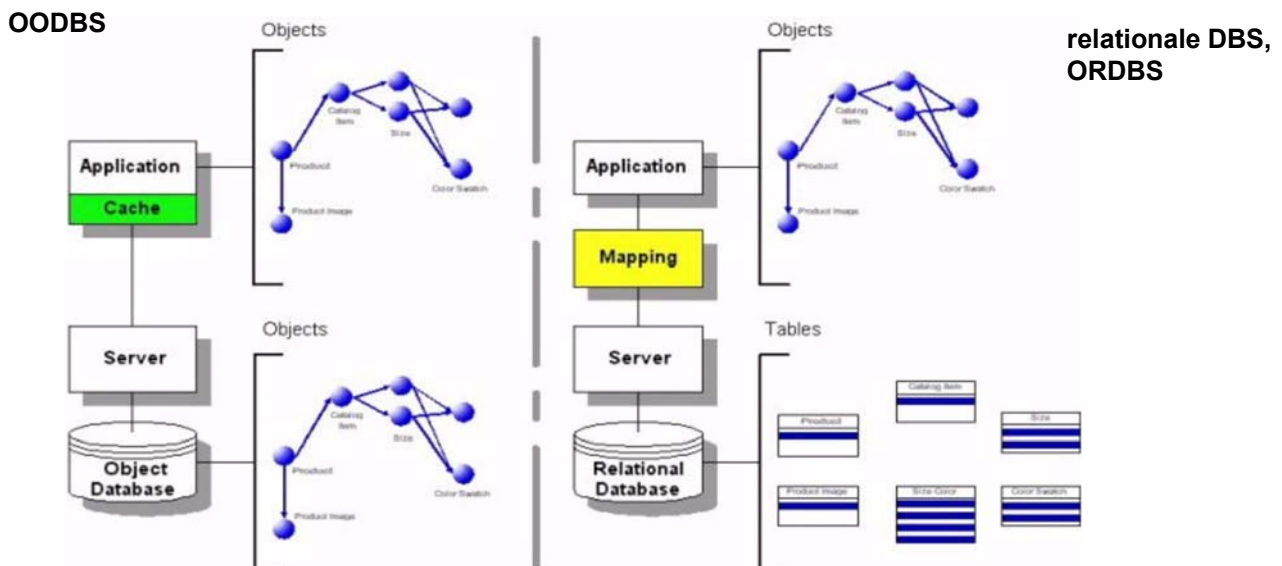 OODBS
Objects
Application
Cache
Catalog
Item
Size
Product
Color Swatch
Product Image
Server
Object
Database
Objects
Catalog
Item
Size
Product
Color Swatch
Product Image
relationale DBS,
ORDBS
Objects
Application
Mapping
Catalog
Item
Size
Product
Color Swatch
Product Image
Server
Relational
Database
Tables
Catalog Item
Product
Size
Product Image
Size Color
Color Swatch